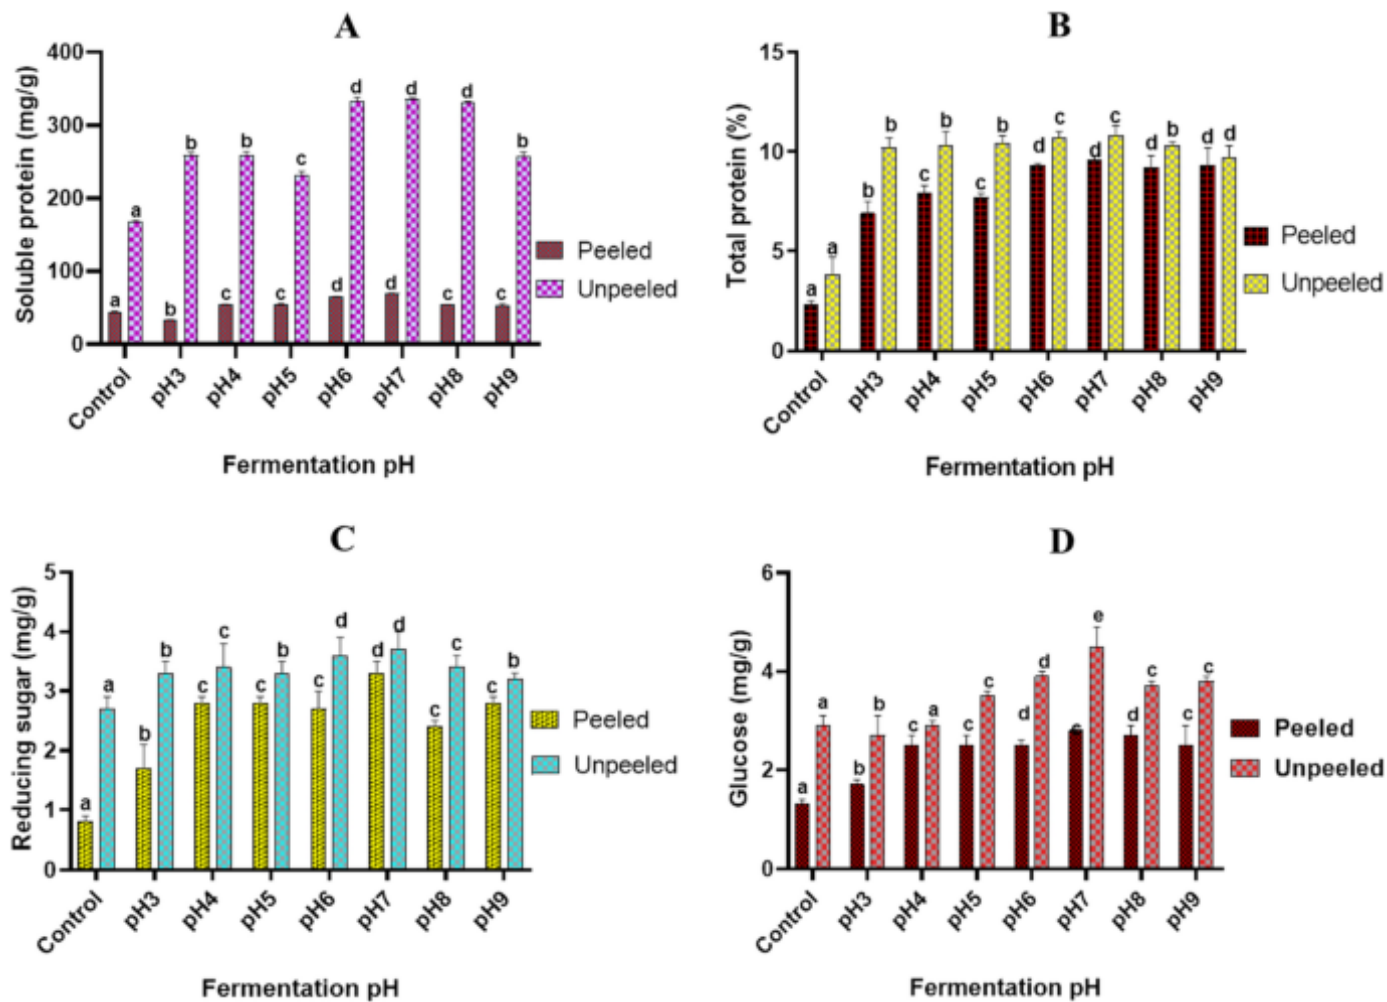 A
Soluble protein (mg/g)
400
300
200
100
0
a a b b c b c c d d d d c d c b
Control pH3 pH4 pH5 pH6 pH7 pH8 pH9
Fermentation pH
Peeled
Unpeeled
B
Total protein (%)
15
10
5
0
a a b b c b c b d c d c d b d d
Control pH3 pH4 pH5 pH6 pH7 pH8 pH9
Fermentation pH
Peeled
Unpeeled
C
Reducing sugar (mg/g)
5
4
3
2
1
0
a a b b c c c b c d d d c c c b
Control pH3 pH4 pH5 pH6 pH7 pH8 pH9
Fermentation pH
Peeled
Unpeeled
D
Glucose (mg/g)
6
4
2
0
a a b b c a c c d d c e d c c c
Control pH3 pH4 pH5 pH6 pH7 pH8 pH9
Fermentation pH
Peeled
Unpeeled